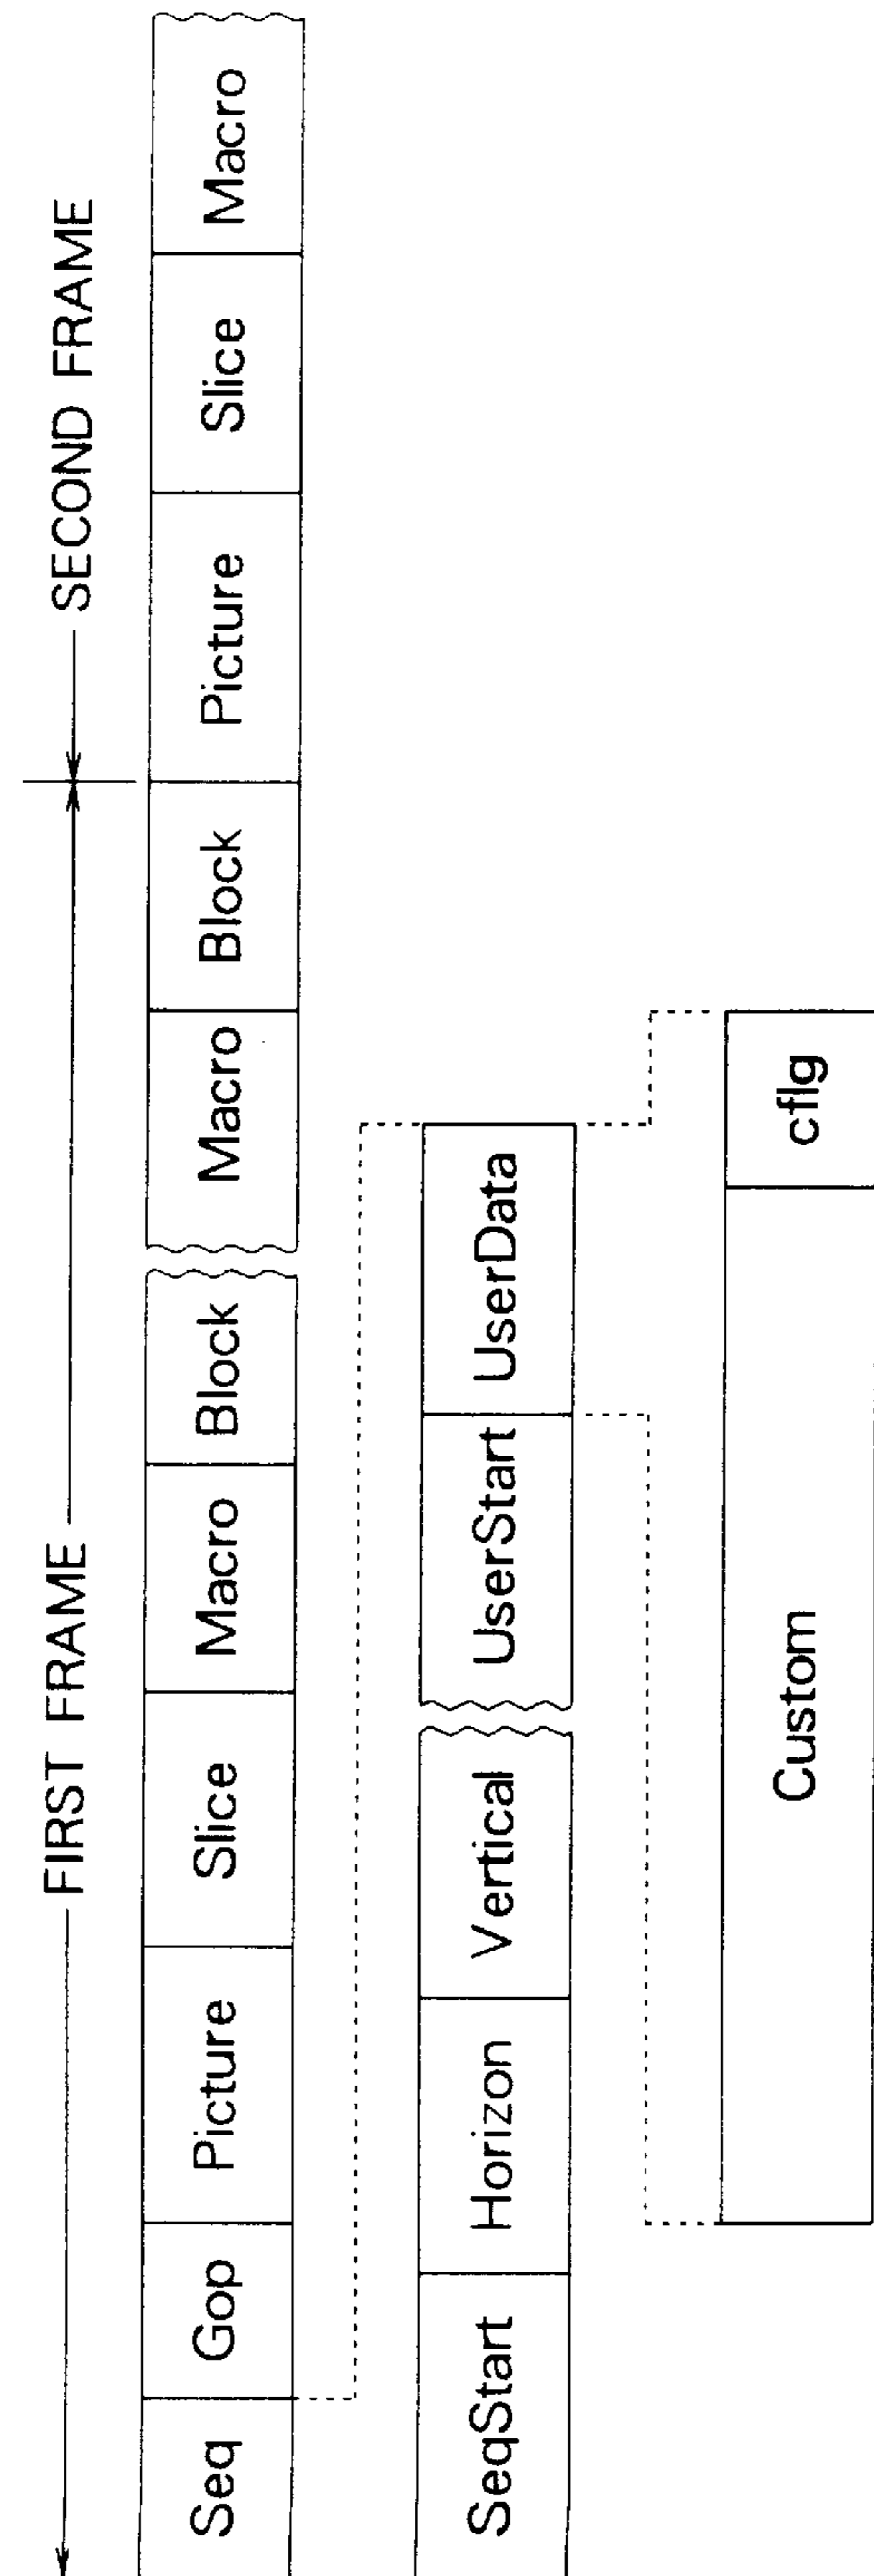 FIRST FRAME SECOND FRAME
Seq Gop Picture Slice Macro Block Macro Block Picture Slice Macro
SeqStart Horizon Vertical UserStart UserData
Custom cflg